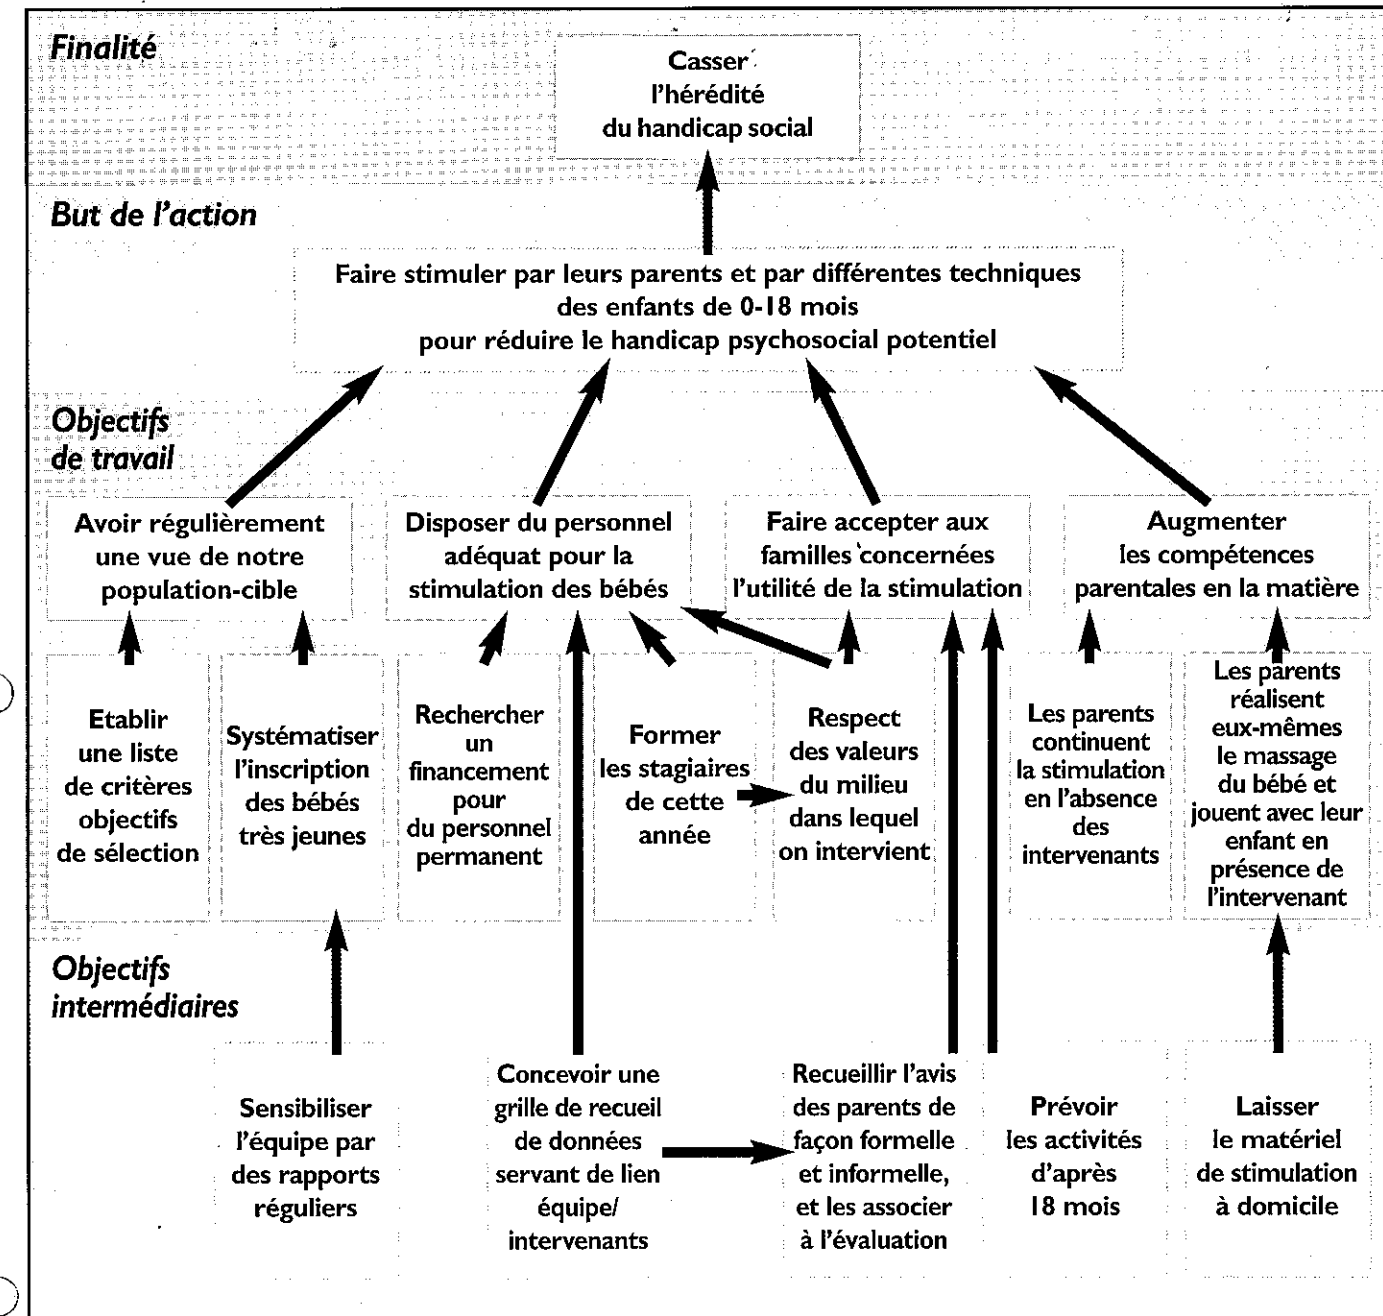 Finalité
Casser
l'hérédité
du handicap social
But de l'action
Faire stimuler par leurs parents et par différentes techniques
des enfants de 0-18 mois
pour réduire le handicap psychosocial potentiel
Objectifs
de travail
Avoir régulièrement
une vue de notre
population-cible
Disposer du personnel
adéquat pour la
stimulation des bébés
Faire accepter aux
familles concernées
l'utilité de la stimulation
Augmenter
les compétences
parentales en la matière
Etablir
une liste
de critères
objectifs
de sélection
Systématiser
l'inscription
des bébés
très jeunes
Rechercher
un
financement
pour
du personnel
permanent
Former
les stagiaires
de cette
année
Respect
des valeurs
du milieu
dans lequel
on intervient
Les parents
continuent
la stimulation
en l'absence
des
intervenants
Les parents
réalisent
eux-mêmes
le massage
du bébé et
jouent avec leur
enfant en
présence de
l'intervenant
Objectifs
intermédiaires
Sensibiliser
l'équipe par
des rapports
réguliers
Concevoir une
grille de recueil
de données
servant de lien
équipe/
intervenants
Recueillir l'avis
des parents de
façon formelle
et informelle,
et les associer
à l'évaluation
Prévoir
les activités
d'après
18 mois
Laisser
le matériel
de stimulation
à domicile